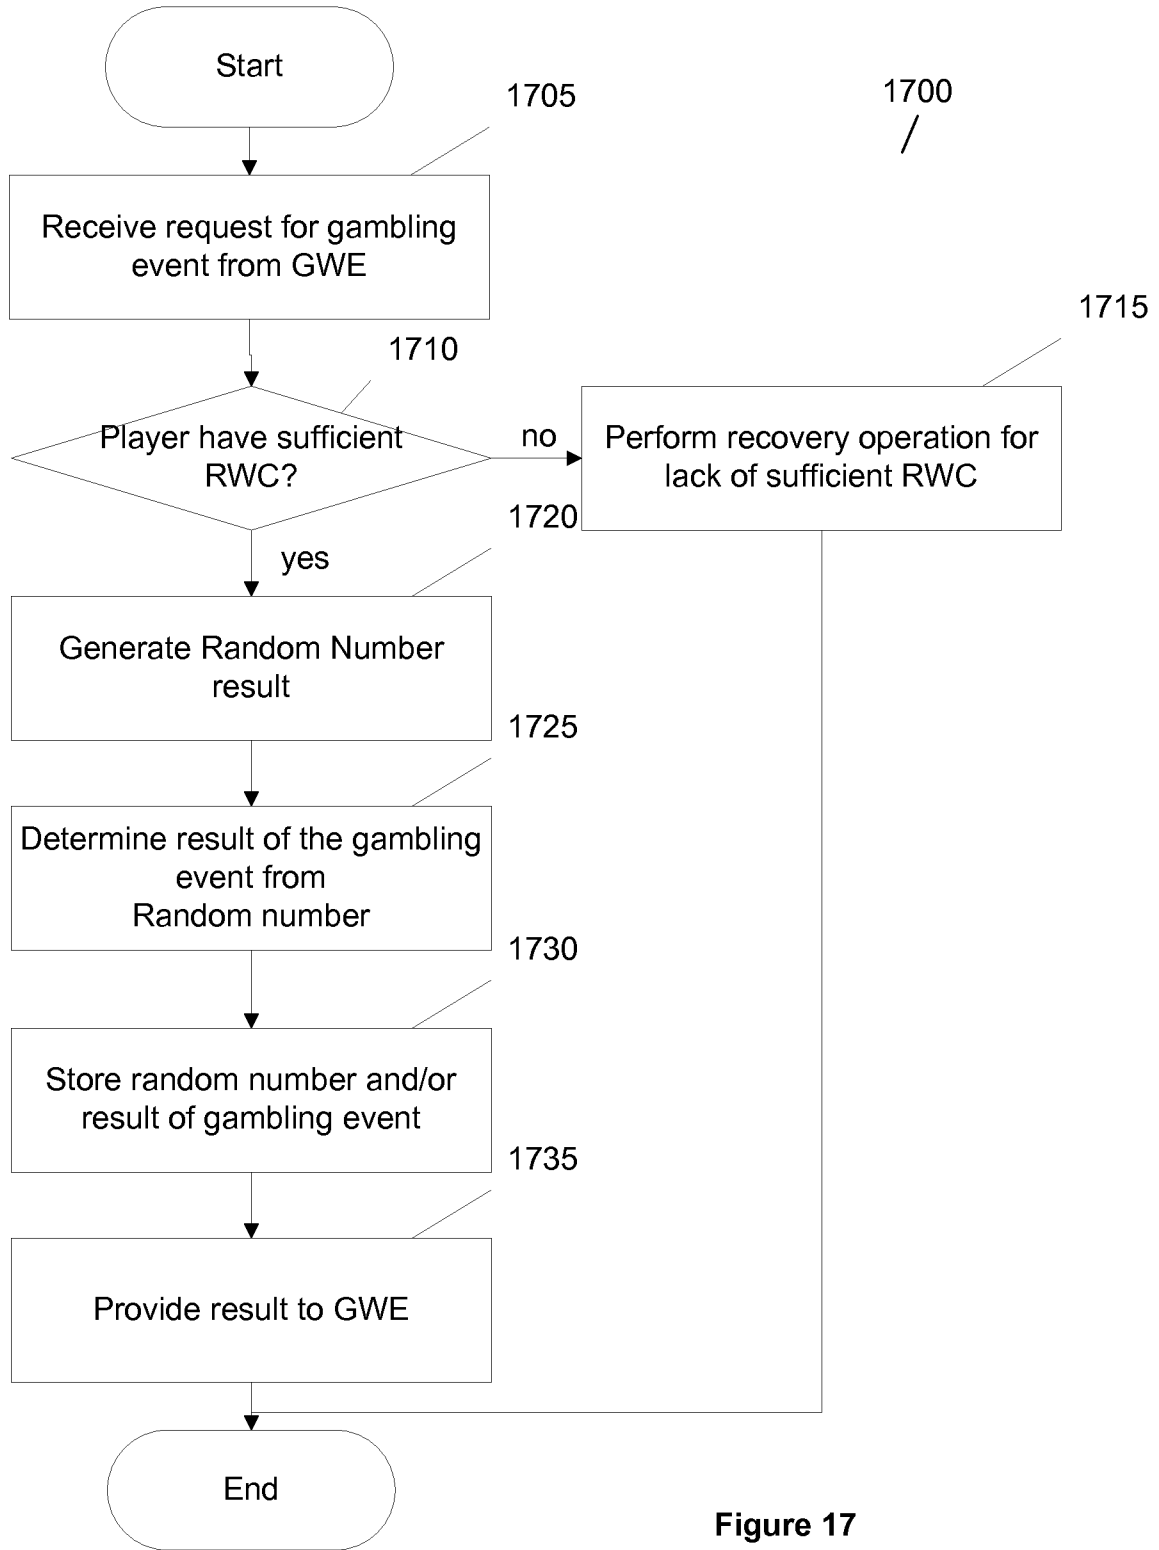 Start
1705
1700
Receive request for gambling
event from GWE
1715
1710
Player have sufficient
RWC?
no
Perform recovery operation for
lack of sufficient RWC
1720
yes
Generate Random Number
result
1725
Determine result of the gambling
event from
Random number
1730
Store random number and/or
result of gambling event
1735
Provide result to GWE
End
Figure 17